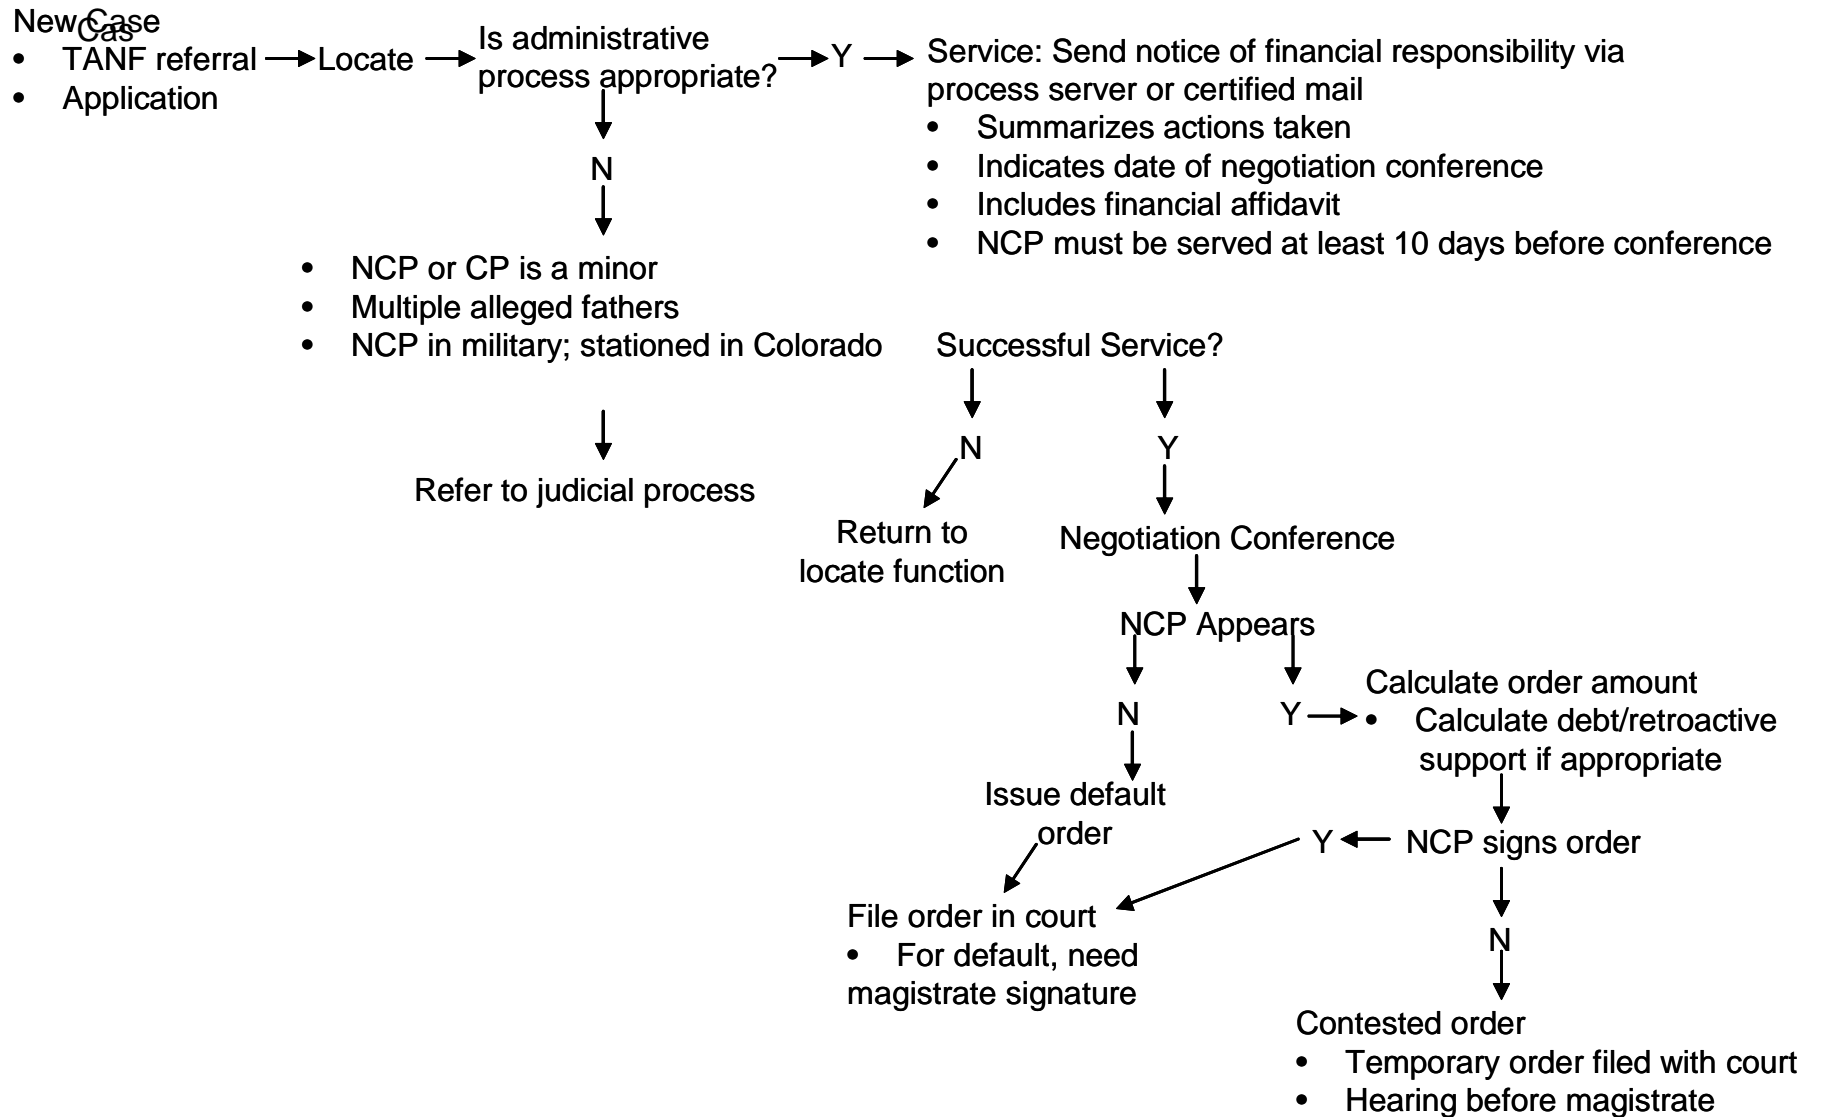 New Case
Cas
• TANF referral
• Application
Locate
Is administrative
process appropriate?
Y
Service: Send notice of financial responsibility via
process server or certified mail
• Summarizes actions taken
• Indicates date of negotiation conference
• Includes financial affidavit
• NCP must be served at least 10 days before conference
N
• NCP or CP is a minor
• Multiple alleged fathers
• NCP in military; stationed in Colorado
Refer to judicial process
Successful Service?
N
Y
Return to
locate function
Negotiation Conference
NCP Appears
N
Y
Calculate order amount
• Calculate debt/retroactive
support if appropriate
Issue default
order
Y
NCP signs order
File order in court
• For default, need
magistrate signature
N
Contested order
• Temporary order filed with court
• Hearing before magistrate